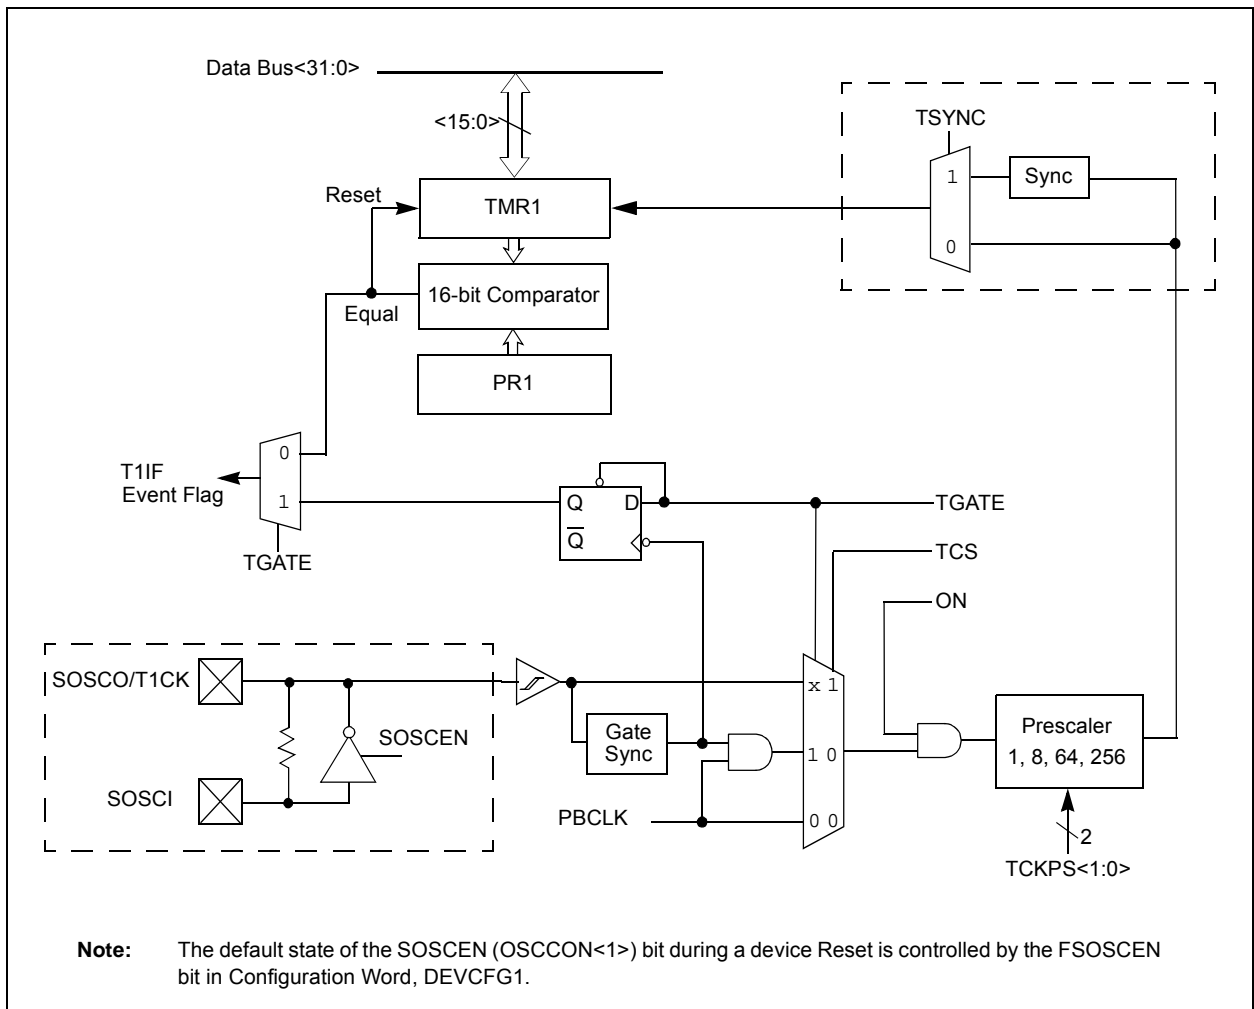 Data Bus<31:0>
<15:0>
TSYNC
1
Sync
0
Reset
TMR1
16-bit Comparator
Equal
PR1
0
T1IF
Event Flag
1
TGATE
Q
D
Q
TGATE
TCS
ON
SOSCO/T1CK
SOSCEN
SOSCI
Gate
Sync
PBCLK
x 1
1 0
0 0
Prescaler
1, 8, 64, 256
2
TCKPS<1:0>
Note: The default state of the SOSCEN (OSCCON<1>) bit during a device Reset is controlled by the FSOSCEN
bit in Configuration Word, DEVCFG1.